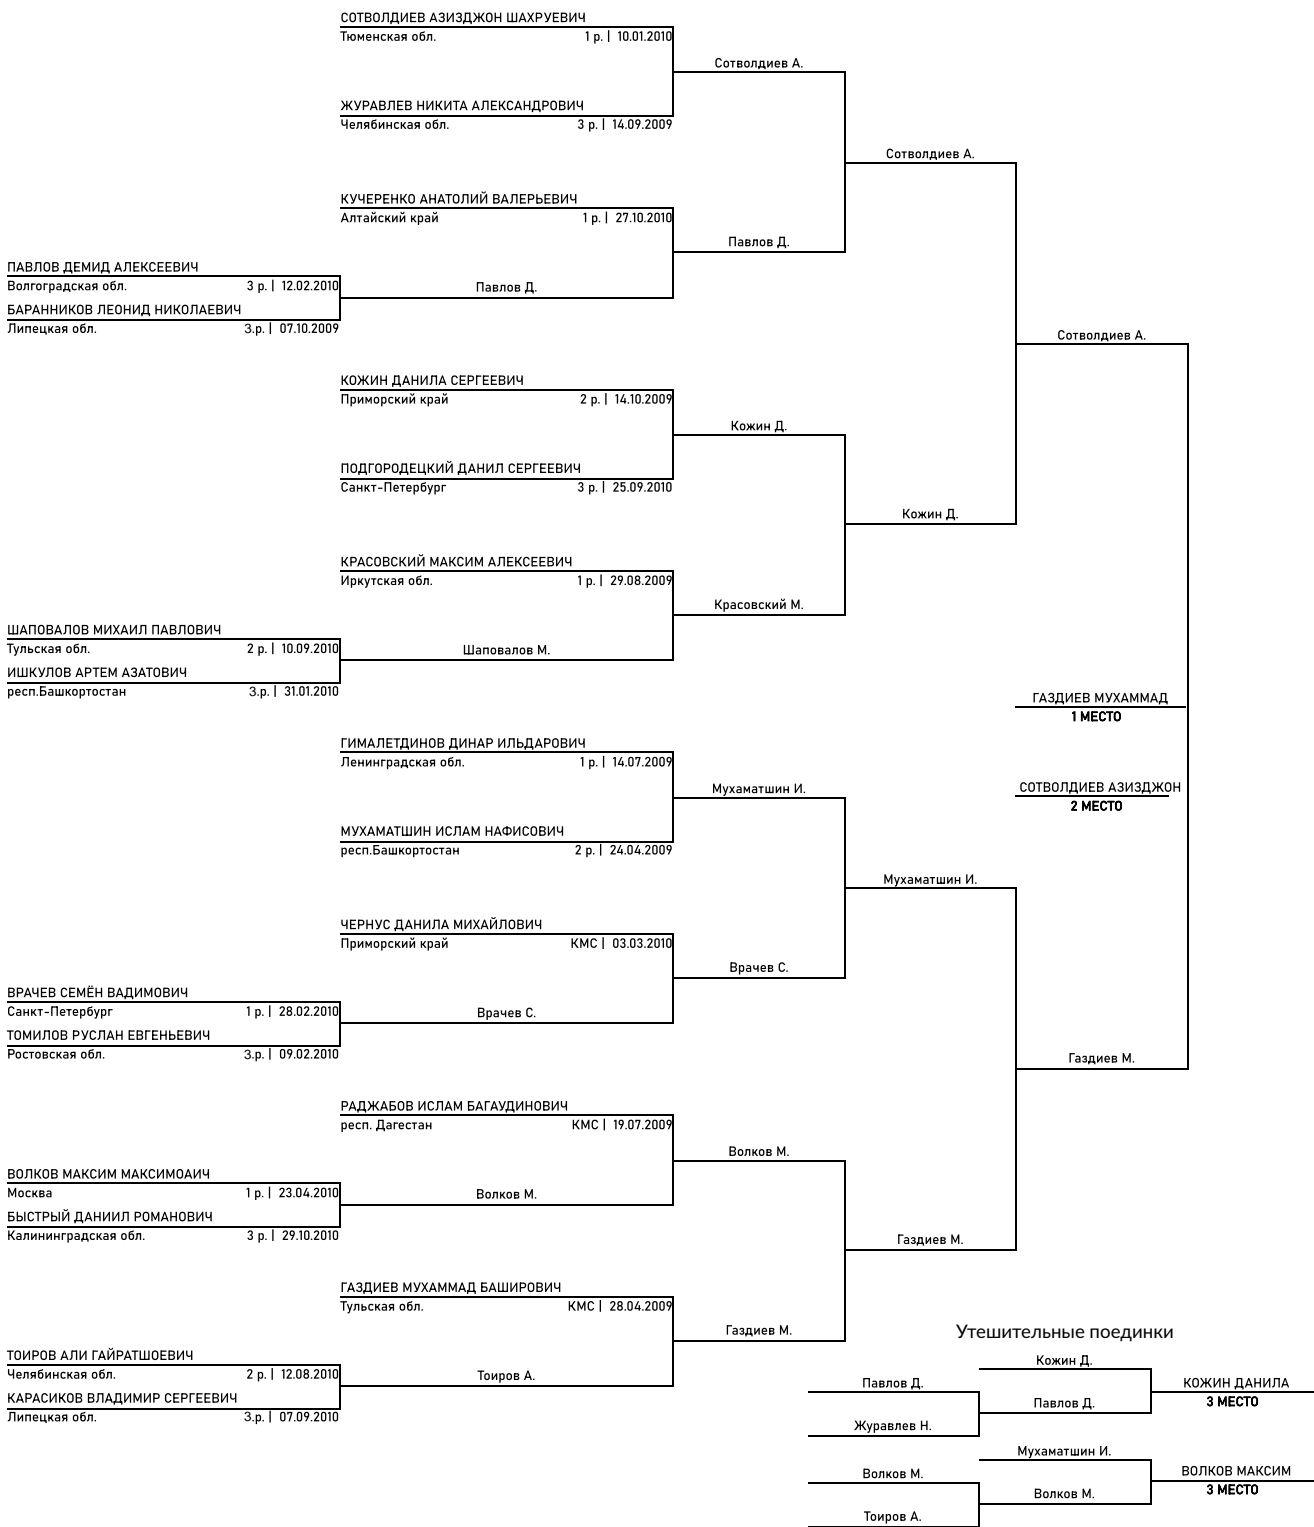 СОТВОЛДИЕВ АЗИЗДЖОН ШАХРУЕВИЧ
Тюменская обл. 1 р. | 10.01.2010
Сотволдиев А.
ЖУРАВЛЕВ НИКИТА АЛЕКСАНДРОВИЧ
Челябинская обл. 3 р. | 14.09.2009
Сотволдиев А.
КУЧЕРЕНКО АНАТОЛИЙ ВАЛЕРЬЕВИЧ
Алтайский край 1 р. | 27.10.2010
Павлов Д.
ПАВЛОВ ДЕМИД АЛЕКСЕЕВИЧ
Волгоградская обл. 3 р. | 12.02.2010
Павлов Д.
БАРАННИКОВ ЛЕОНИД НИКОЛАЕВИЧ
Липецкая обл. 3.р. | 07.10.2009
Сотволдиев А.
КОЖИН ДАНИЛА СЕРГЕЕВИЧ
Приморский край 2 р. | 14.10.2009
Кожин Д.
ПОДГОРОДЕЦКИЙ ДАНИЛ СЕРГЕЕВИЧ
Санкт-Петербург 3 р. | 25.09.2010
Кожин Д.
КРАСОВСКИЙ МАКСИМ АЛЕКСЕЕВИЧ
Иркутская обл. 1 р. | 29.08.2009
Красовский М.
ШАПОВАЛОВ МИХАИЛ ПАВЛОВИЧ
Тульская обл. 2 р. | 10.09.2010
Шаповалов М.
ИШКУЛОВ АРТЕМ АЗАТОВИЧ
респ.Башкортостан 3.р. | 31.01.2010
ГАЗДИЕВ МУХАММАД
1 МЕСТО
ГИМАЛЕТДИНОВ ДИНАР ИЛЬДАРОВИЧ
Ленинградская обл. 1 р. | 14.07.2009
Мухаматшин И.
СОТВОЛДИЕВ АЗИЗДЖОН
2 МЕСТО
МУХАМАТШИН ИСЛАМ НАФИСОВИЧ
респ.Башкортостан 2 р. | 24.04.2009
Мухаматшин И.
ЧЕРНУС ДАНИЛА МИХАЙЛОВИЧ
Приморский край КМС | 03.03.2010
Врачев С.
ВРАЧЕВ СЕМЁН ВАДИМОВИЧ
Санкт-Петербург 1 р. | 28.02.2010
Врачев С.
ТОМИЛОВ РУСЛАН ЕВГЕНЬЕВИЧ
Ростовская обл. 3.р. | 09.02.2010
Газдиев М.
РАДЖАБОВ ИСЛАМ БАГАУДИНОВИЧ
респ. Дагестан КМС | 19.07.2009
Волков М.
ВОЛКОВ МАКСИМ МАКСИМОАИЧ
Москва 1 р. | 23.04.2010
Волков М.
БЫСТРЫЙ ДАНИИЛ РОМАНОВИЧ
Калининградская обл. 3 р. | 29.10.2010
Газдиев М.
ГАЗДИЕВ МУХАММАД БАШИРОВИЧ
Тульская обл. КМС | 28.04.2009
Газдиев М.
ТОИРОВ АЛИ ГАЙРАТШОЕВИЧ
Челябинская обл. 2 р. | 12.08.2010
Тоиров А.
КАРАСИКОВ ВЛАДИМИР СЕРГЕЕВИЧ
Липецкая обл. 3.р. | 07.09.2010
Утешительные поединки
Кожин Д.
Павлов Д.
КОЖИН ДАНИЛА
3 МЕСТО
Павлов Д.
Журавлев Н.
Мухаматшин И.
Волков М.
ВОЛКОВ МАКСИМ
3 МЕСТО
Волков М.
Тоиров А.